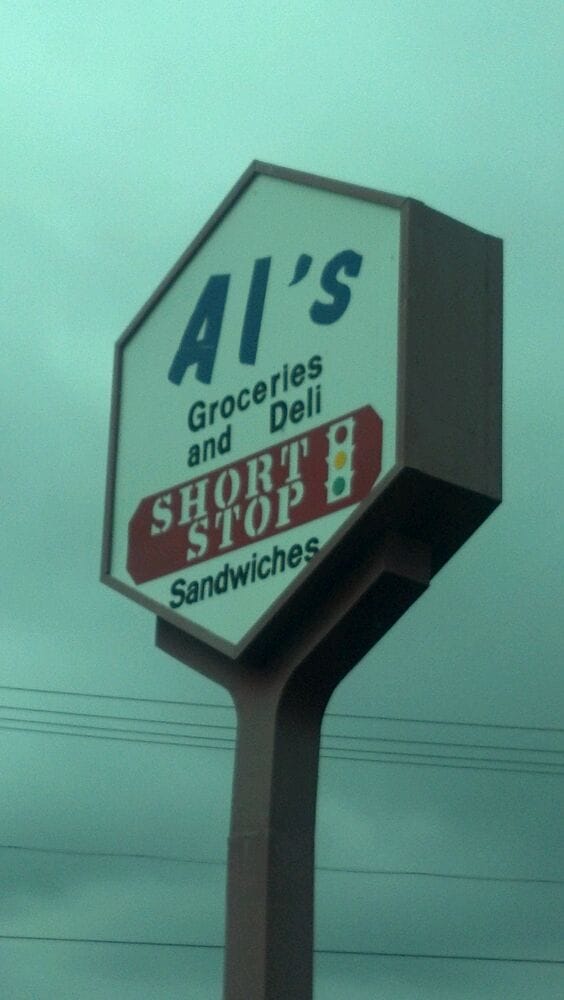 Al's
Groceries
and Deli
SHORT
STOP
Sandwiches